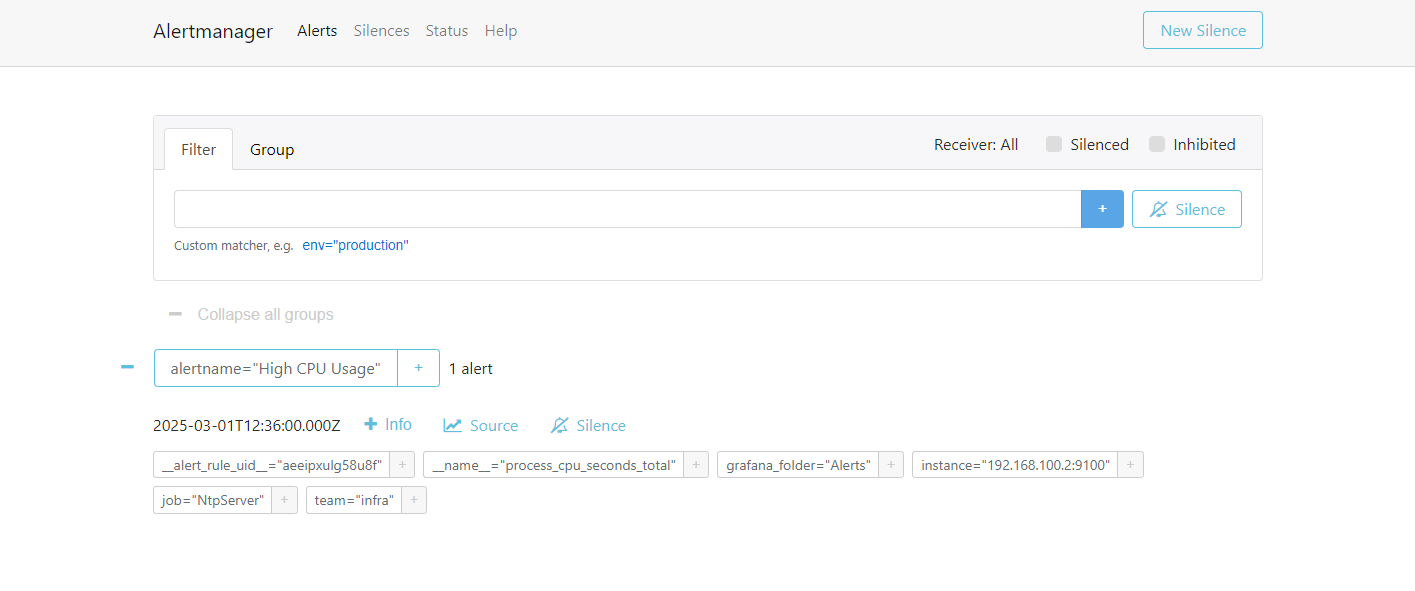 Alertmanager Alerts Silences Status Help New Silence
Filter Group Receiver: All Silenced Inhibited
+ Silence
Custom matcher, e.g. env="production"
Collapse all groups
alertname="High CPU Usage" + 1 alert
2025-03-01T12:36:00.000Z + Info Source Silence
__alert_rule_uid__="aeeipxulg58u8f" + __name__="process_cpu_seconds_total" + grafana_folder="Alerts" + instance="192.168.100.2:9100" +
job="NtpServer" + team="infra" +